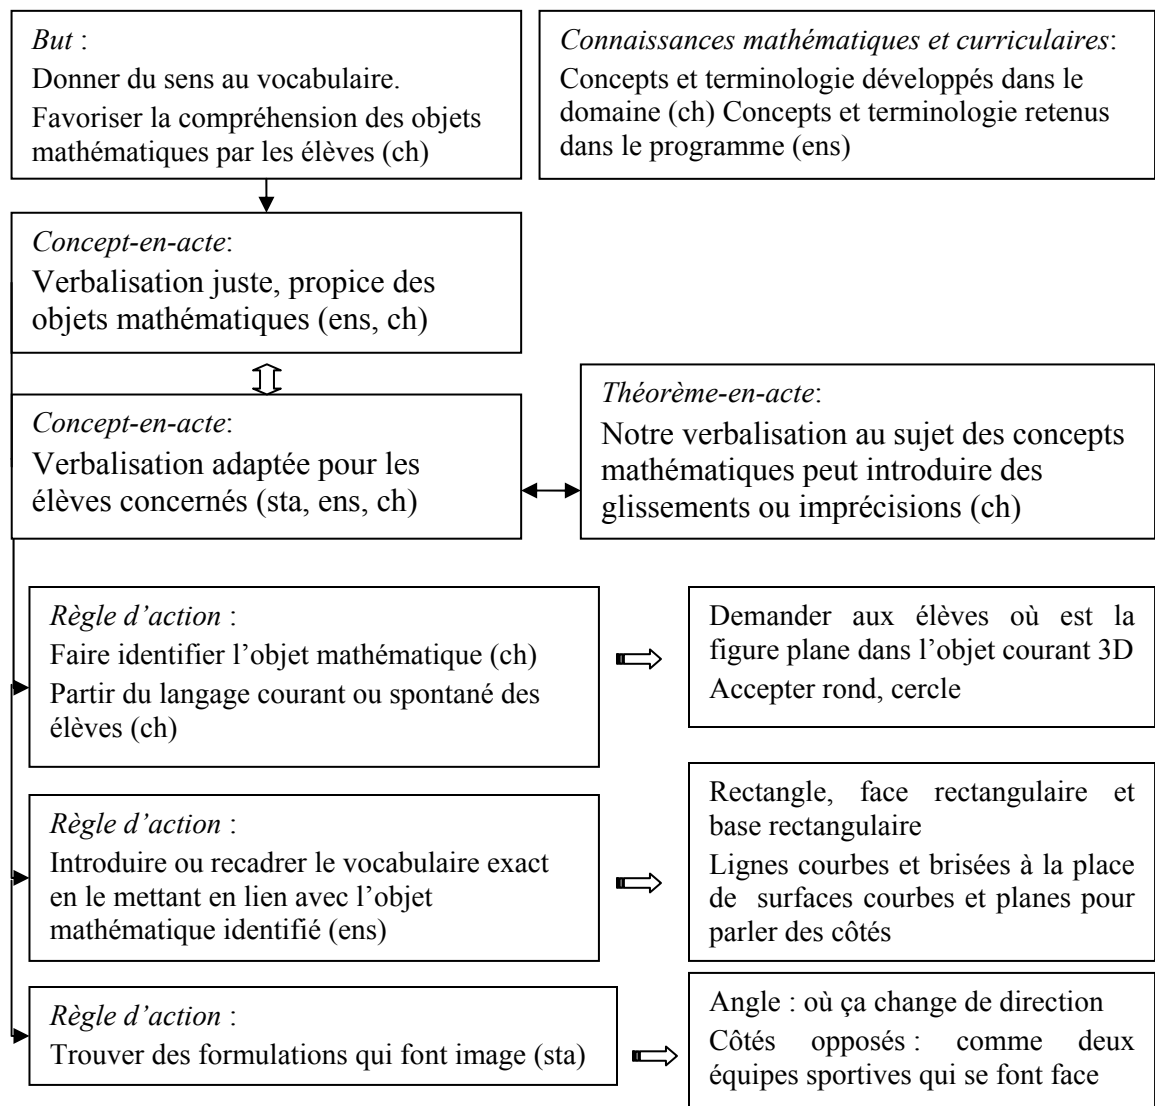 But :
Donner du sens au vocabulaire.
Favoriser la compréhension des objets
mathématiques par les élèves (ch)
Connaissances mathématiques et curriculaires:
Concepts et terminologie développés dans le
domaine (ch) Concepts et terminologie retenus
dans le programme (ens)
Concept-en-acte:
Verbalisation juste, propice des
objets mathématiques (ens, ch)
Concept-en-acte:
Verbalisation adaptée pour les
élèves concernés (sta, ens, ch)
Théorème-en-acte:
Notre verbalisation au sujet des concepts
mathématiques peut introduire des
glissements ou imprécisions (ch)
Règle d’action :
Faire identifier l’objet mathématique (ch)
Partir du langage courant ou spontané des
élèves (ch)
Demander aux élèves où est la
figure plane dans l’objet courant 3D
Accepter rond, cercle
Règle d’action :
Introduire ou recadrer le vocabulaire exact
en le mettant en lien avec l’objet
mathématique identifié (ens)
Rectangle, face rectangulaire et
base rectangulaire
Lignes courbes et brisées à la place
de surfaces courbes et planes pour
parler des côtés
Règle d’action :
Trouver des formulations qui font image (sta)
Angle : où ça change de direction
Côtés opposés : comme deux
équipes sportives qui se font face